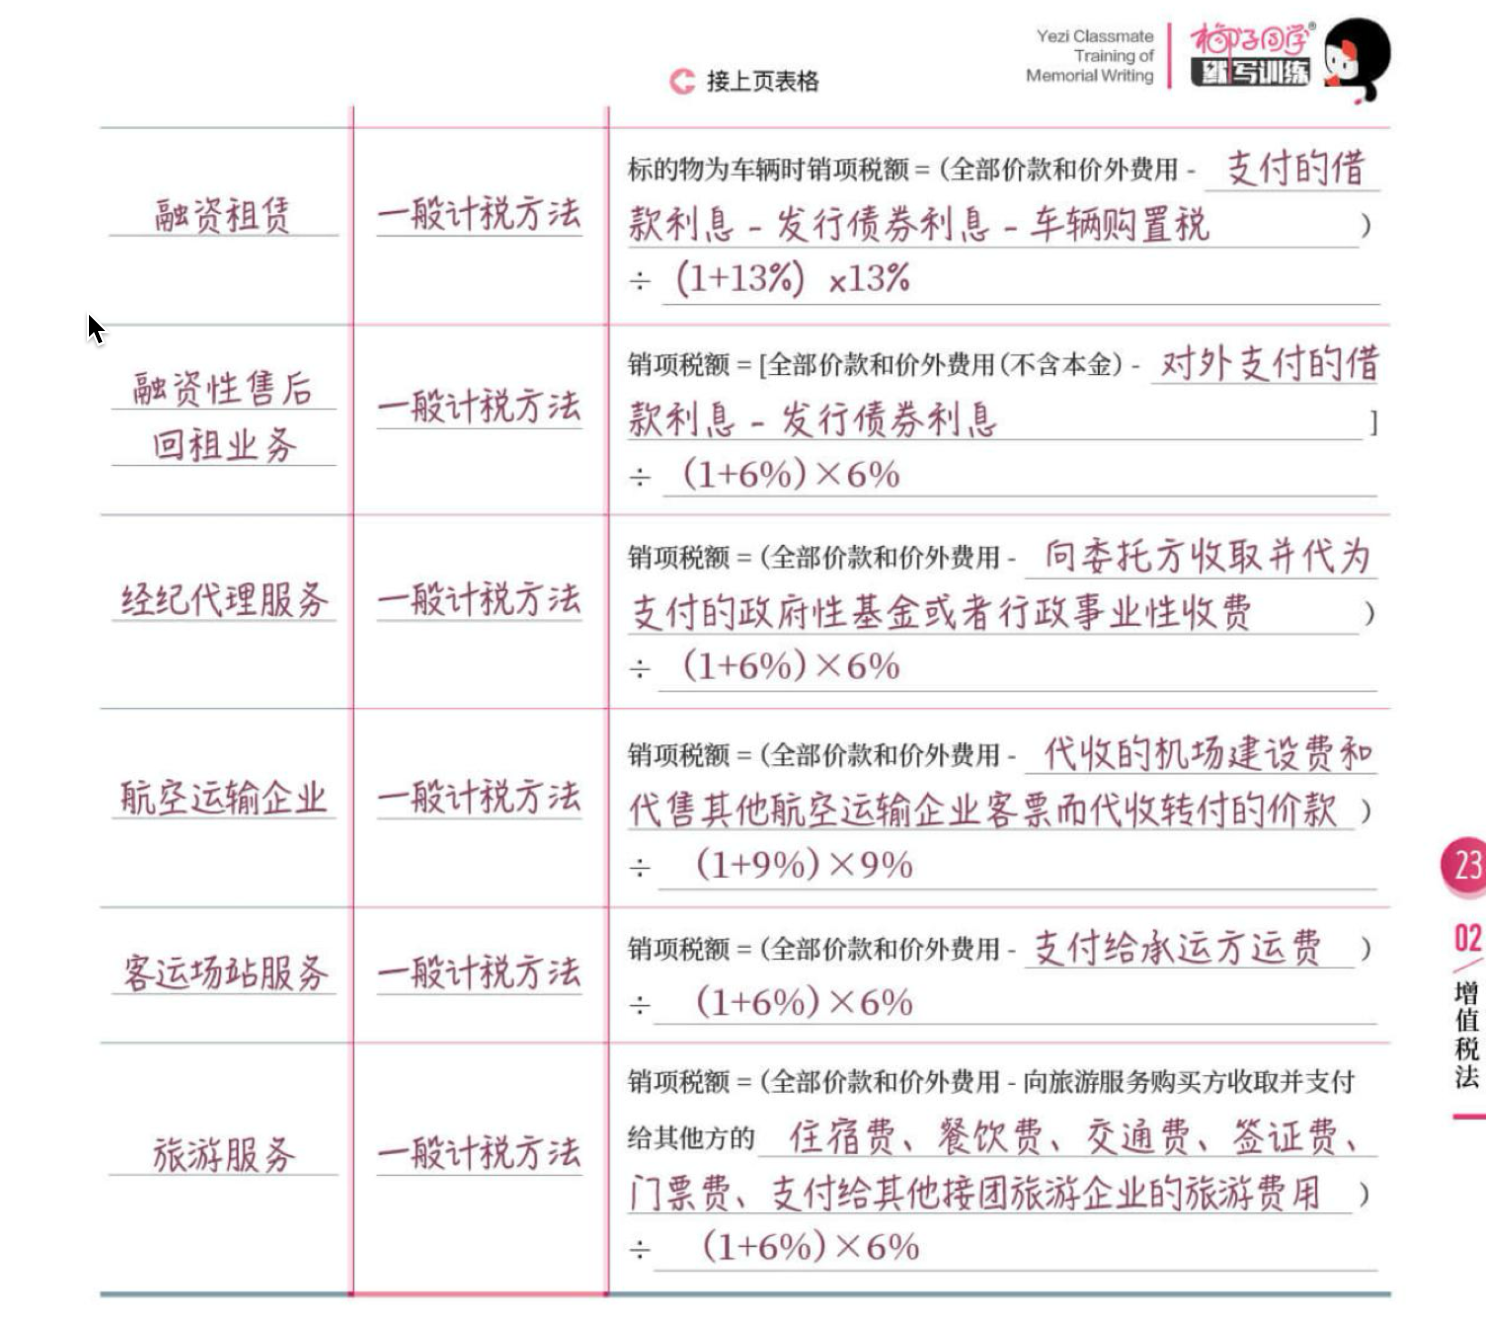 Yezi Classmate
Training of
Memorial Writing
椰子同学®
默写训练
接上页表格
融资租赁
一般计税方法
标的物为车辆时销项税额 = (全部价款和价外费用 - 支付的借
款利息 - 发行债券利息 - 车辆购置税 )
÷ (1+13%) x13%
融资性售后
回租业务
一般计税方法
销项税额 = [全部价款和价外费用(不含本金) - 对外支付的借
款利息 - 发行债券利息 ]
÷ (1+6%)×6%
经纪代理服务
一般计税方法
销项税额 = (全部价款和价外费用 - 向委托方收取并代为
支付的政府性基金或者行政事业性收费 )
÷ (1+6%)×6%
航空运输企业
一般计税方法
销项税额 = (全部价款和价外费用 - 代收的机场建设费和
代售其他航空运输企业客票而代收转付的价款 )
÷ (1+9%)×9%
客运场站服务
一般计税方法
销项税额 = (全部价款和价外费用 - 支付给承运方运费 )
÷ (1+6%)×6%
旅游服务
一般计税方法
销项税额 = (全部价款和价外费用 - 向旅游服务购买方收取并支付
给其他方的 住宿费、餐饮费、交通费、签证费、
门票费、支付给其他接团旅游企业的旅游费用 )
÷ (1+6%)×6%
23
02
增值税法